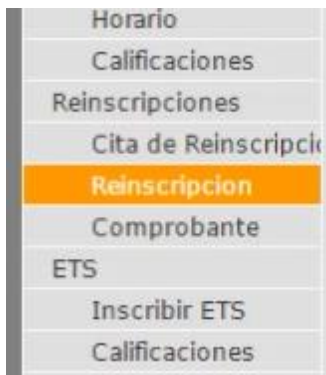 Horario
Calificaciones
Reinscripciones
Cita de Reinscripci
Reinscripcion
Comprobante
ETS
Inscribir ETS
Calificaciones